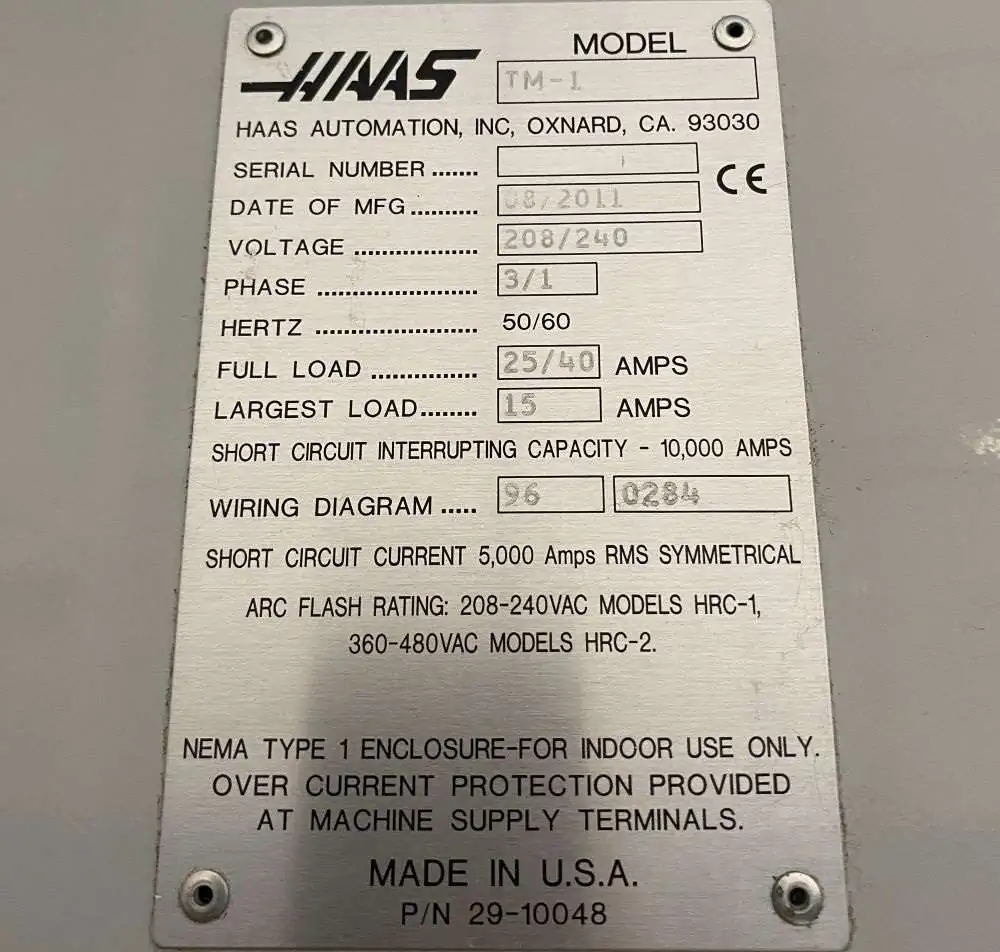 HAAS
MODEL TM-1
HAAS AUTOMATION, INC, OXNARD, CA. 93030
SERIAL NUMBER .......
CE
DATE OF MFG.......... 08/2011
VOLTAGE .................. 208/240
PHASE ....................... 3/1
HERTZ ....................... 50/60
FULL LOAD ............... 25/40 AMPS
LARGEST LOAD........ 15 AMPS
SHORT CIRCUIT INTERRUPTING CAPACITY - 10,000 AMPS
WIRING DIAGRAM ..... 96 0284
SHORT CIRCUIT CURRENT 5,000 Amps RMS SYMMETRICAL
ARC FLASH RATING: 208-240VAC MODELS HRC-1,
360-480VAC MODELS HRC-2.
NEMA TYPE 1 ENCLOSURE-FOR INDOOR USE ONLY.
OVER CURRENT PROTECTION PROVIDED
AT MACHINE SUPPLY TERMINALS.
MADE IN U.S.A.
P/N 29-10048